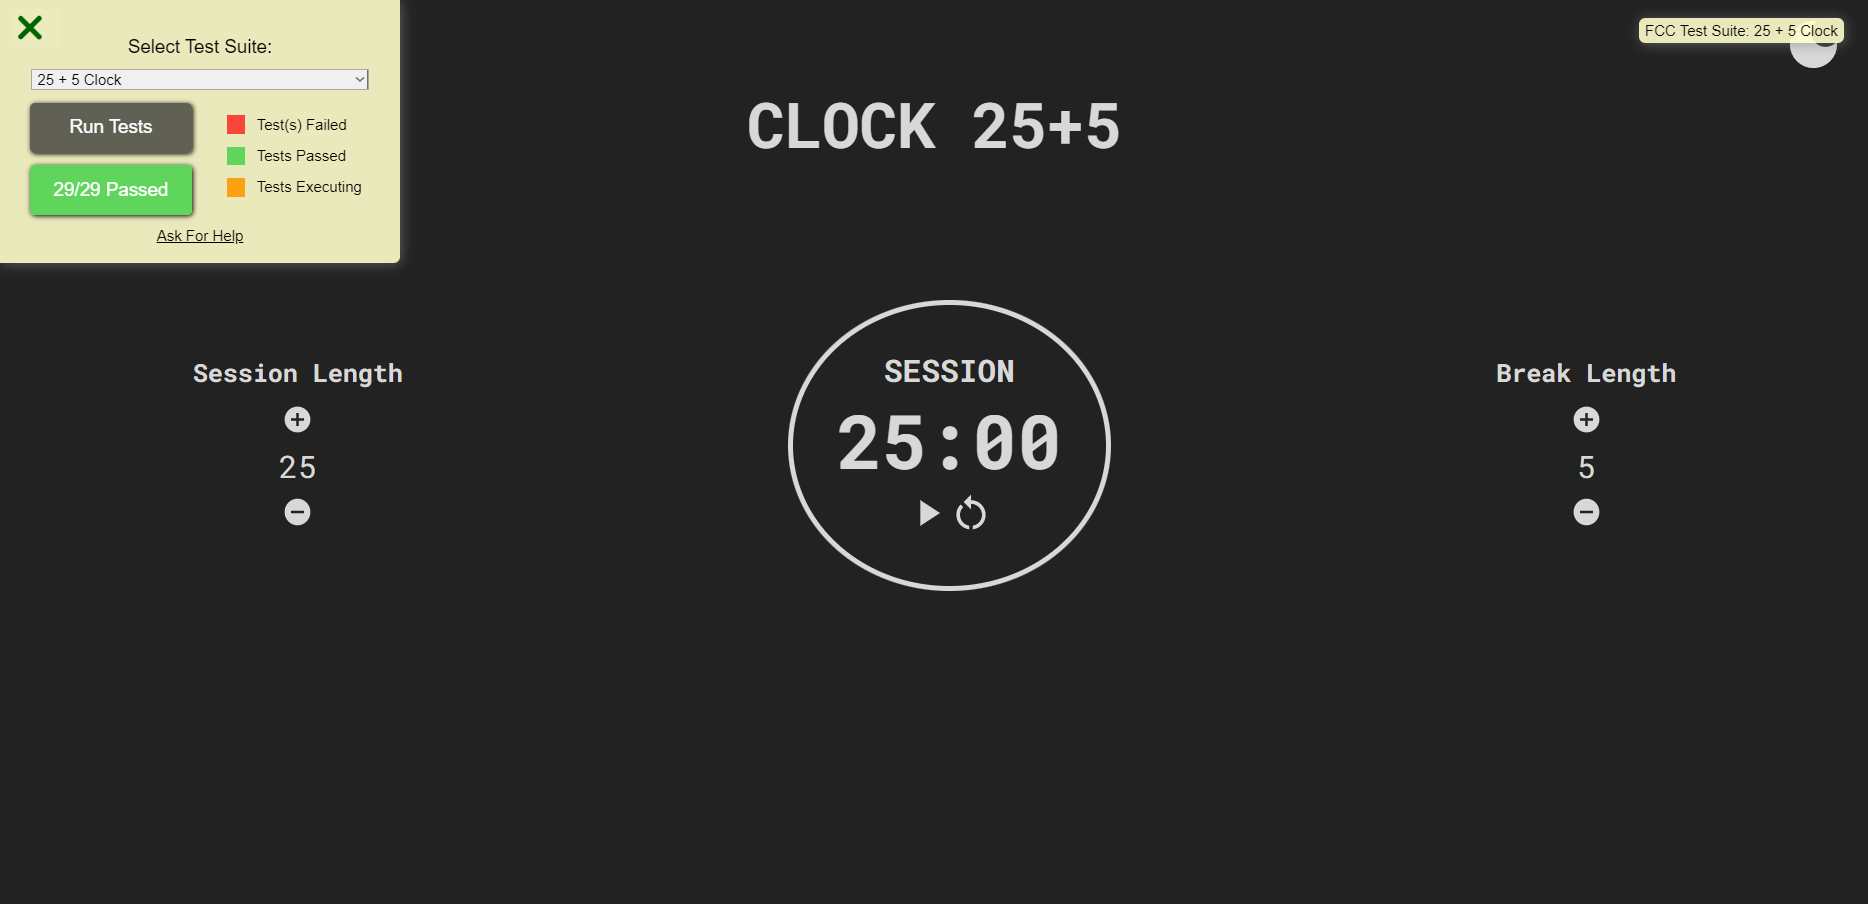 Select Test Suite:
25 + 5 Clock
Run Tests
29/29 Passed
Test(s) Failed
Tests Passed
Tests Executing
Ask For Help
FCC Test Suite: 25 + 5 Clock
CLOCK 25+5
Session Length
25
SESSION
25:00
Break Length
5